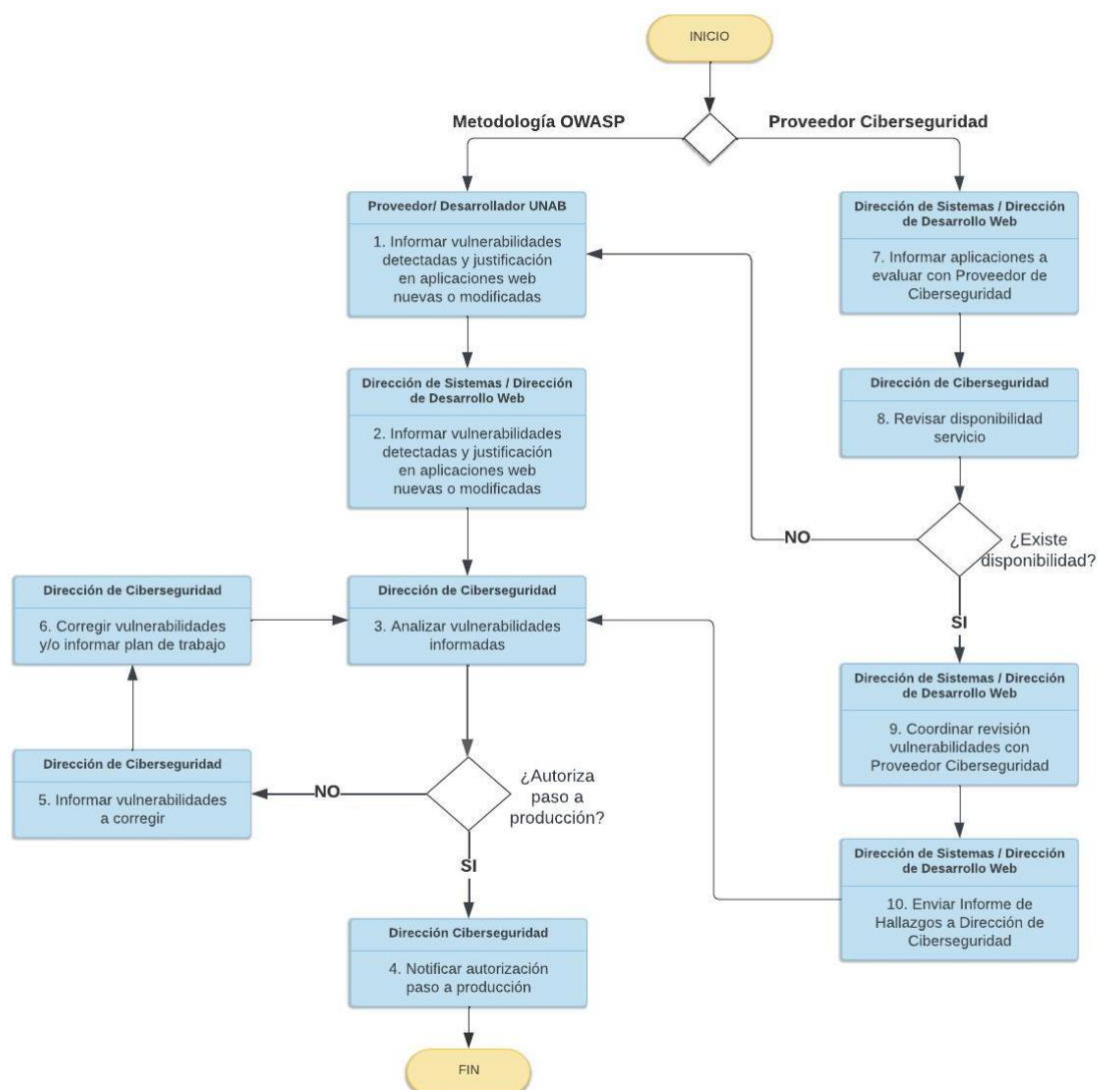 INICIO
Metodología OWASP
Proveedor Ciberseguridad
Proveedor/ Desarrollador UNAB
1. Informar vulnerabilidades
detectadas y justificación
en aplicaciones web
nuevas o modificadas
Dirección de Sistemas / Dirección
de Desarrollo Web
7. Informar aplicaciones a
evaluar con Proveedor de
Ciberseguridad
Dirección de Sistemas / Dirección
de Desarrollo Web
2. Informar vulnerabilidades
detectadas y justificación
en aplicaciones web
nuevas o modificadas
Dirección de Ciberseguridad
8. Revisar disponibilidad
servicio
NO
¿Existe
disponibilidad?
SI
Dirección de Ciberseguridad
6. Corregir vulnerabilidades
y/o informar plan de trabajo
Dirección de Ciberseguridad
3. Analizar vulnerabilidades
informadas
Dirección de Sistemas / Dirección
de Desarrollo Web
9. Coordinar revisión
vulnerabilidades con
Proveedor Ciberseguridad
Dirección de Ciberseguridad
5. Informar vulnerabilidades
a corregir
NO
¿Autoriza
paso a
producción?
SI
Dirección de Sistemas / Dirección
de Desarrollo Web
10. Enviar Informe de
Hallazgos a Dirección de
Ciberseguridad
Dirección Ciberseguridad
4. Notificar autorización
paso a producción
FIN